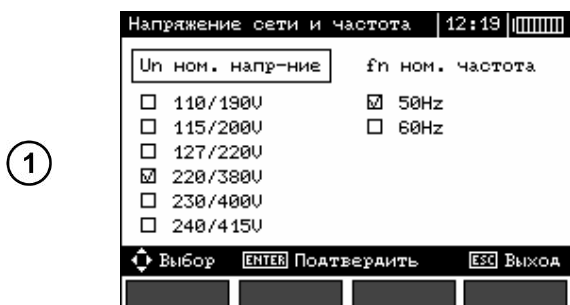 Напряжение сети и частота 12:19
Un ном. напр-ние fn ном. частота
110/190V 50Hz
115/200V 60Hz
127/220V
220/380V
230/400V
240/415V
1
Выбор ENTER Подтвердить ESC Выход